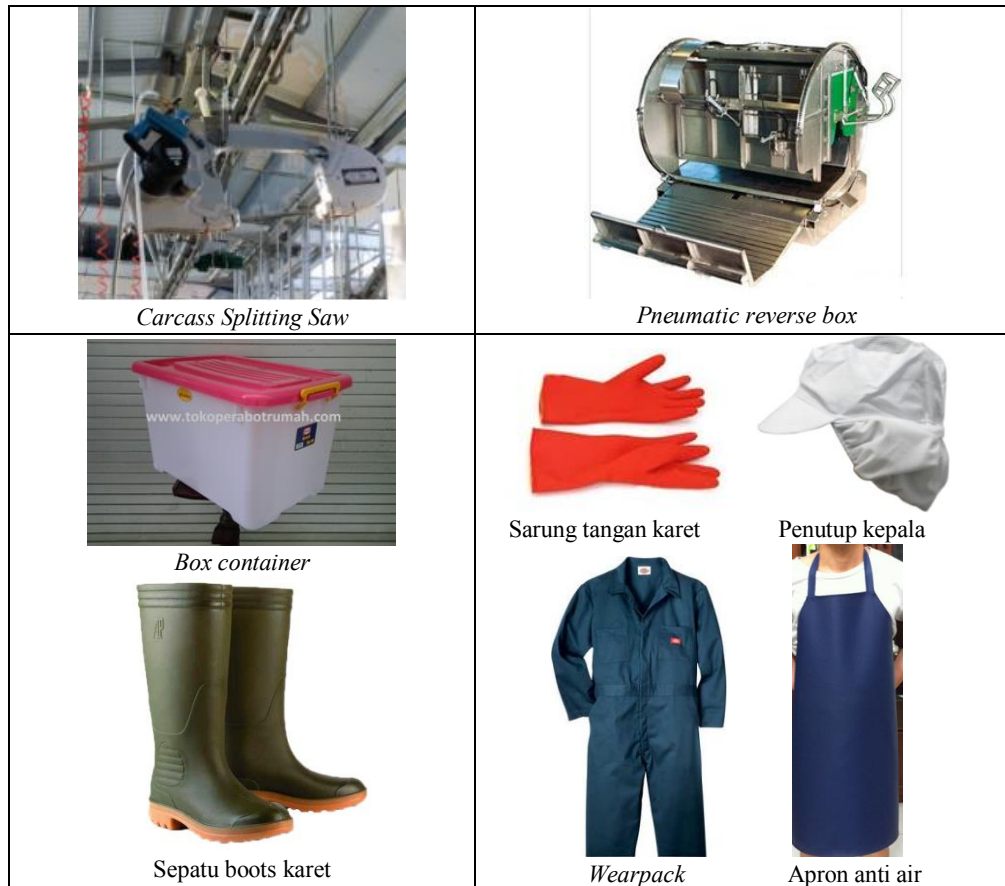 Carcass Splitting Saw
Pneumatic reverse box
www.tokoperabotrumah.com
Box container
Sarung tangan karet
Penutup kepala
AP
Sepatu boots karet
Wearpack
Apron anti air